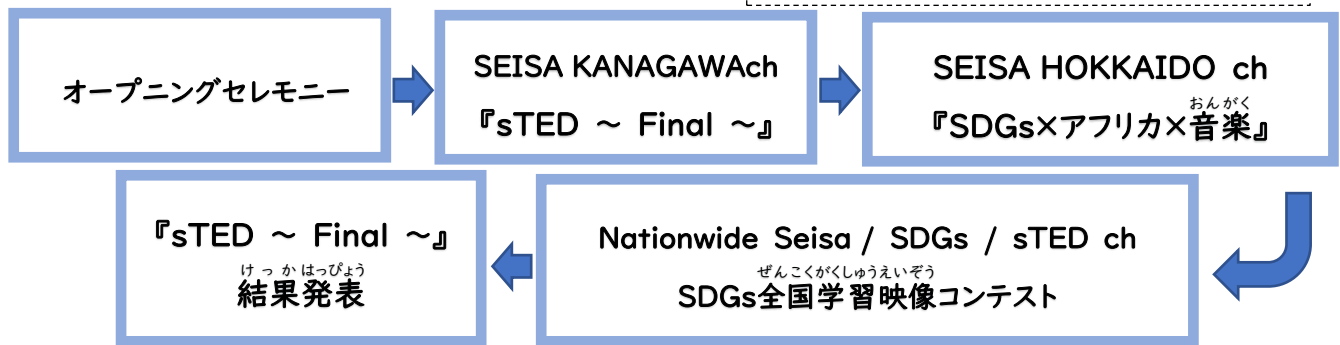 オープニングセレモニー
SEISA KANAGAWAch
『sTED ～ Final ～』
SEISA HOKKAIDO ch
おんがく
『SDGs×アフリカ×音楽』
Nationwide Seisa / SDGs / sTED ch
ぜんこくがくしゅうえいぞう
SDGs全国学習映像コンテスト
『sTED ～ Final ～』
けっかはっぴょう
結果発表